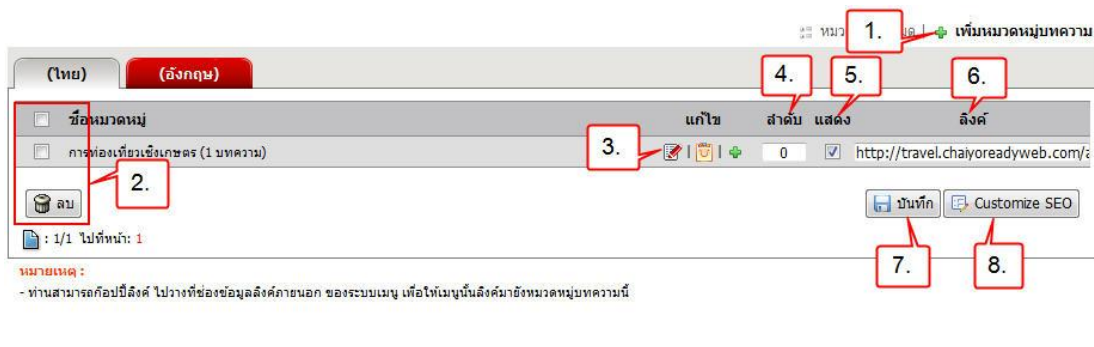 หมว 1. มด | เพิ่มหมวดหมู่บทความ
(ไทย) (อังกฤษ) 4. 5. 6.
ชื่อหมวดหมู่ แก้ไข ลำดับ แสดง ลิงค์
การท่องเที่ยวเชิงเกษตร (1 บทความ) 3. | | 0 http://travel.chaiyoreadyweb.com/a
2.
ลบ บันทึก Customize SEO
: 1/1 ไปที่หน้า: 1
7. 8.
หมายเหตุ :
- ท่านสามารถก๊อปปี้ลิงค์ ไปวางที่ช่องข้อมูลลิงค์ภายนอก ของระบบเมนู เพื่อให้เมนูนั้นลิงค์มายังหมวดหมู่บทความนี้